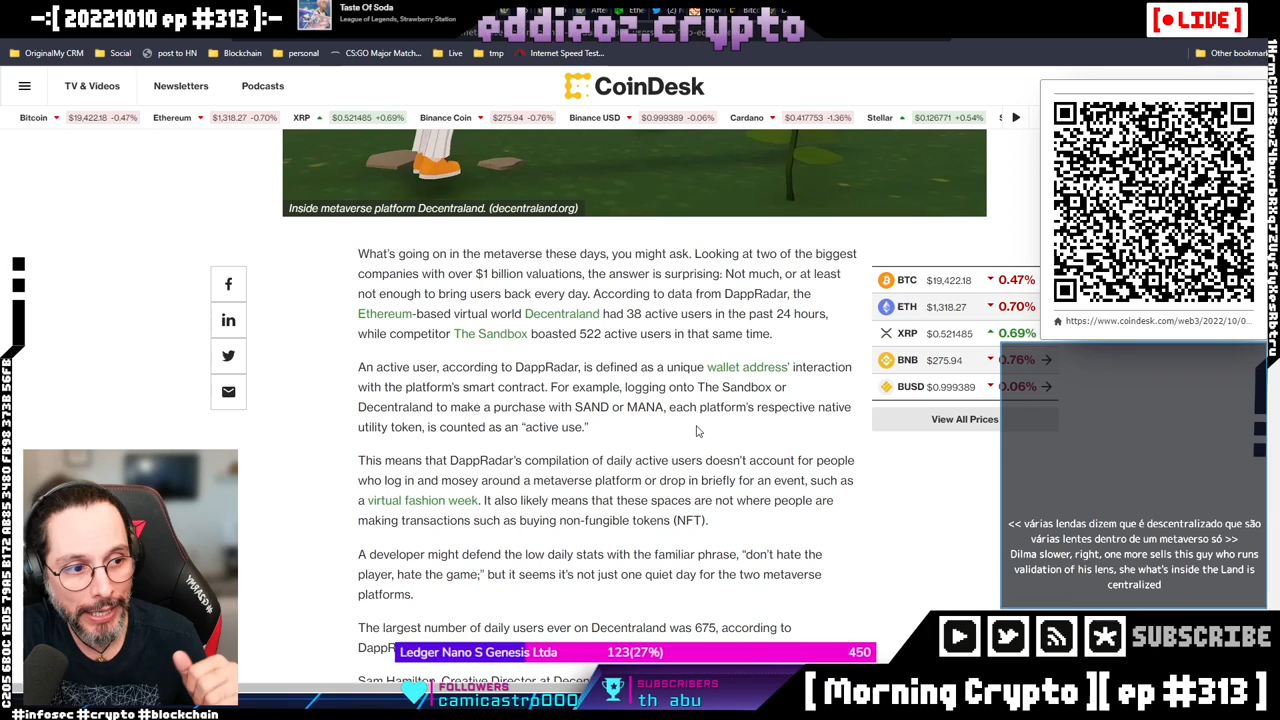 -:[ 20221010 ep #313 ]:-
Taste Of Soda
League of Legends, Strawberry Station
addie02.crypto
[ LIVE ]
OriginalMy CRM
Social
post to HN
Blockchain
personal
CS:GO Major Match...
Live
tmp
Internet Speed Test...
Other bookmar
TV & Videos
Newsletters
Podcasts
CoinDesk
Bitcoin $19,422.18 -0.47%
Ethereum $1,318.27 -0.70%
XRP $0.521485 +0.69%
Binance Coin $275.94 -0.76%
Binance USD $0.999389 -0.06%
Cardano $0.417753 -1.36%
Stellar $0.126771 +0.54%
Inside metaverse platform Decentraland. (decentraland.org)
What's going on in the metaverse these days, you might ask. Looking at two of the biggest
companies with over $1 billion valuations, the answer is surprising: Not much, or at least
not enough to bring users back every day. According to data from DappRadar, the
Ethereum-based virtual world Decentraland had 38 active users in the past 24 hours,
while competitor The Sandbox boasted 522 active users in that same time.
An active user, according to DappRadar, is defined as a unique wallet address' interaction
with the platform's smart contract. For example, logging onto The Sandbox or
Decentraland to make a purchase with SAND or MANA, each platform's respective native
utility token, is counted as an "active use."
This means that DappRadar's compilation of daily active users doesn't account for people
who log in and mosey around a metaverse platform or drop in briefly for an event, such as
a virtual fashion week. It also likely means that these spaces are not where people are
making transactions such as buying non-fungible tokens (NFT).
A developer might defend the low daily stats with the familiar phrase, "don't hate the
player, hate the game;" but it seems it's not just one quiet day for the two metaverse
platforms.
The largest number of daily users ever on Decentraland was 675, according to
BTC $19,422.18 0.47%
ETH $1,318.27 0.70%
XRP $0.521485 0.69%
BNB $275.94 0.76%
BUSD $0.999389 0.06%
View All Prices
https://www.coindesk.com/web3/2022/10/0...
<< várias lendas dizem que é descentralizado que são
várias lentes dentro de um metaverso só >>
Dilma slower, right, one more sells this guy who runs
validation of his lens, she what's inside the Land is
centralized
Ledger Nano S Genesis Ltda 123(27%) 450
FOLLOWERS
camicastrp000
SUBSCRIBERS
th_abu
SUBSCRIBE
[ Morning Crypto ][ ep #313 ]
#infosec #crypto #blockchain